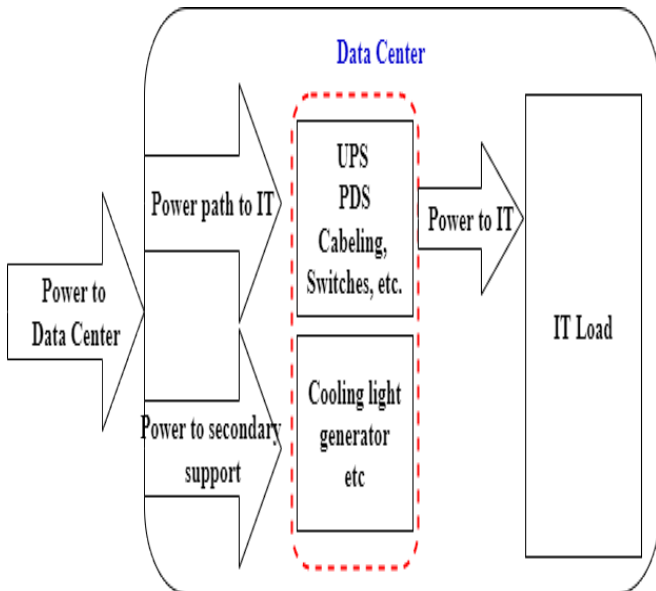 Data Center
UPS
PDS
Cabeling,
Switches, etc.
Power path to IT
Power to IT
Power to
Data Center
IT Load
Cooling light
generator
etc
Power to secondary
support